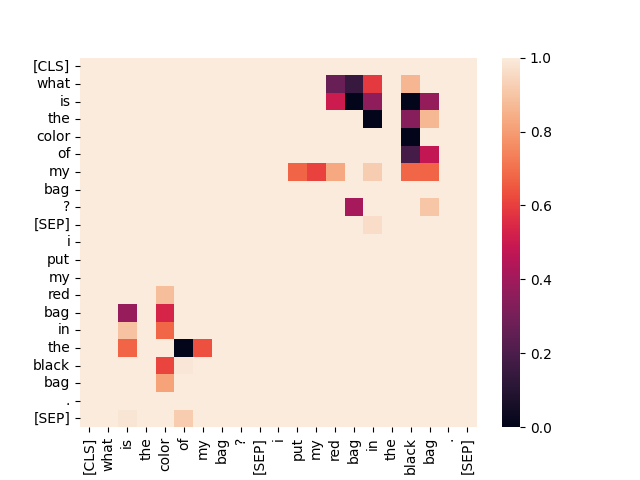 [CLS]
what
is
the
color
of
my
bag
?
[SEP]
i
put
my
red
bag
in
the
black
bag
.
[SEP]
[CLS]
what
is
the
color
of
my
bag
?
[SEP]
i
put
my
red
bag
in
the
black
bag
.
[SEP]
1.0
0.8
0.6
0.4
0.2
0.0